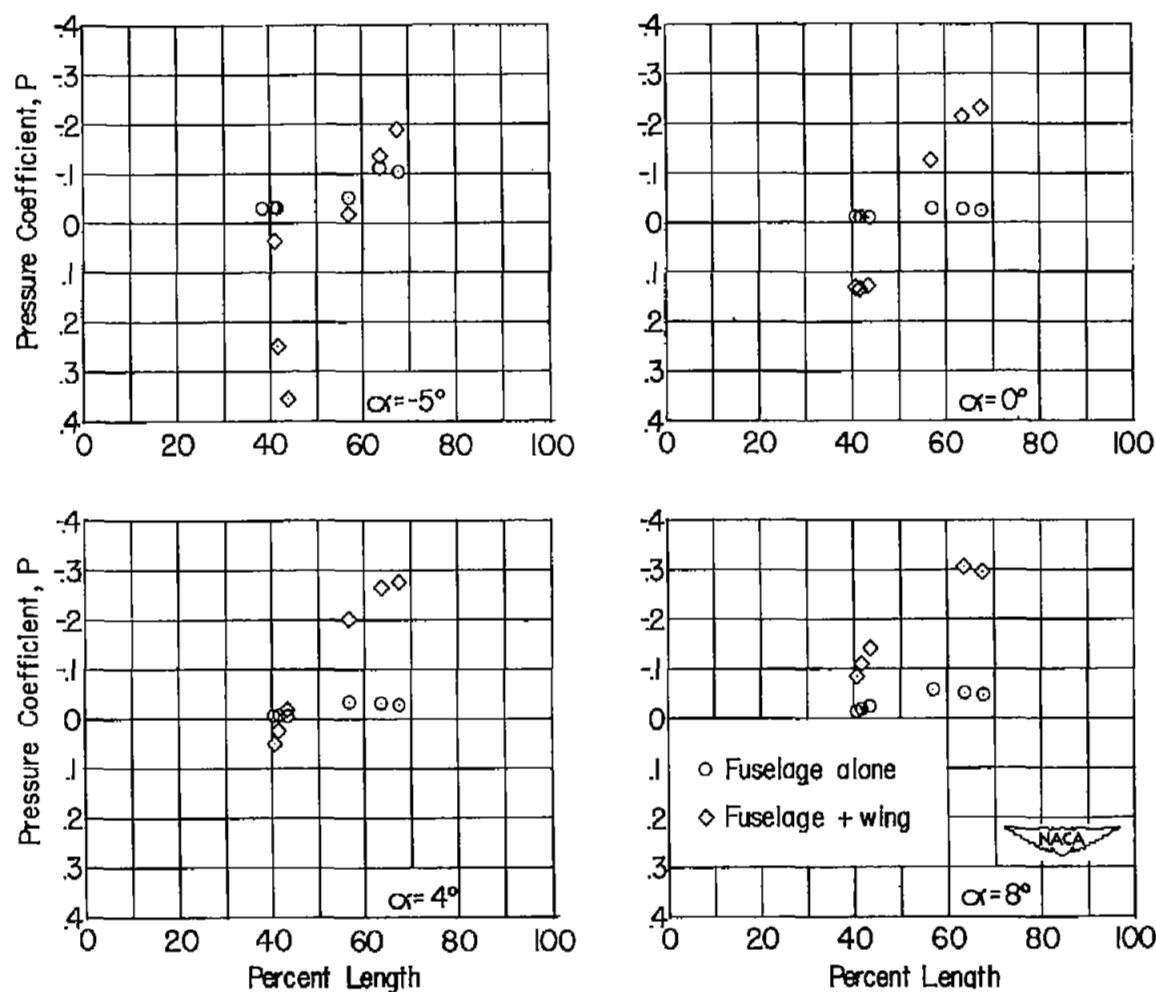 Pressure Coefficient, P
-.4
-.3
-.2
-.1
0
.1
.2
.3
.4
α=-5°
0 20 40 60 80 100
-.4
-.3
-.2
-.1
0
.1
.2
.3
.4
α=0°
0 20 40 60 80 100
Pressure Coefficient, P
-.4
-.3
-.2
-.1
0
.1
.2
.3
.4
α=4°
0 20 40 60 80 100
Percent Length
-.4
-.3
-.2
-.1
0
.1
.2
.3
.4
Fuselage alone
Fuselage + wing
NACA
α=8°
0 20 40 60 80 100
Percent Length